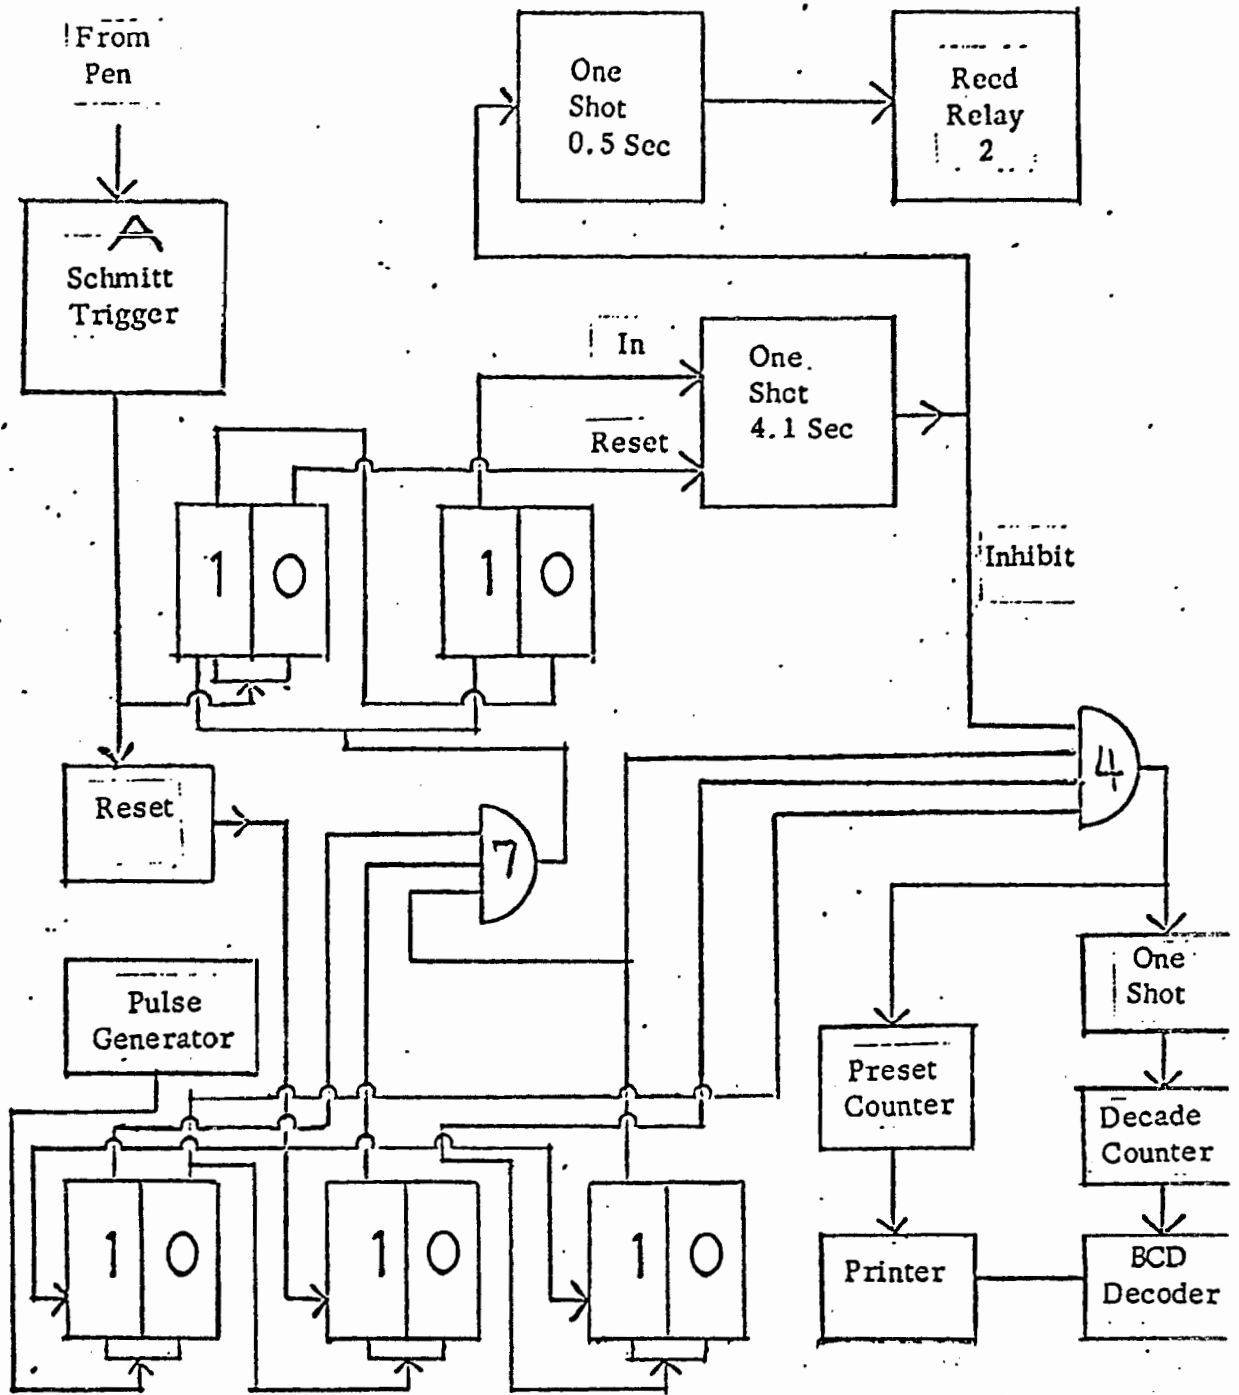 From
Pen
One
Shot
0.5 Sec
Reed
Relay
2
A
Schmitt
Trigger
In
Reset
One
Shot
4.1 Sec
1 0
1 0
Inhibit
4
Reset
7
Pulse
Generator
One
Shot
Preset
Counter
Decade
Counter
1 0
1 0
1 0
Printer
BCD
Decoder